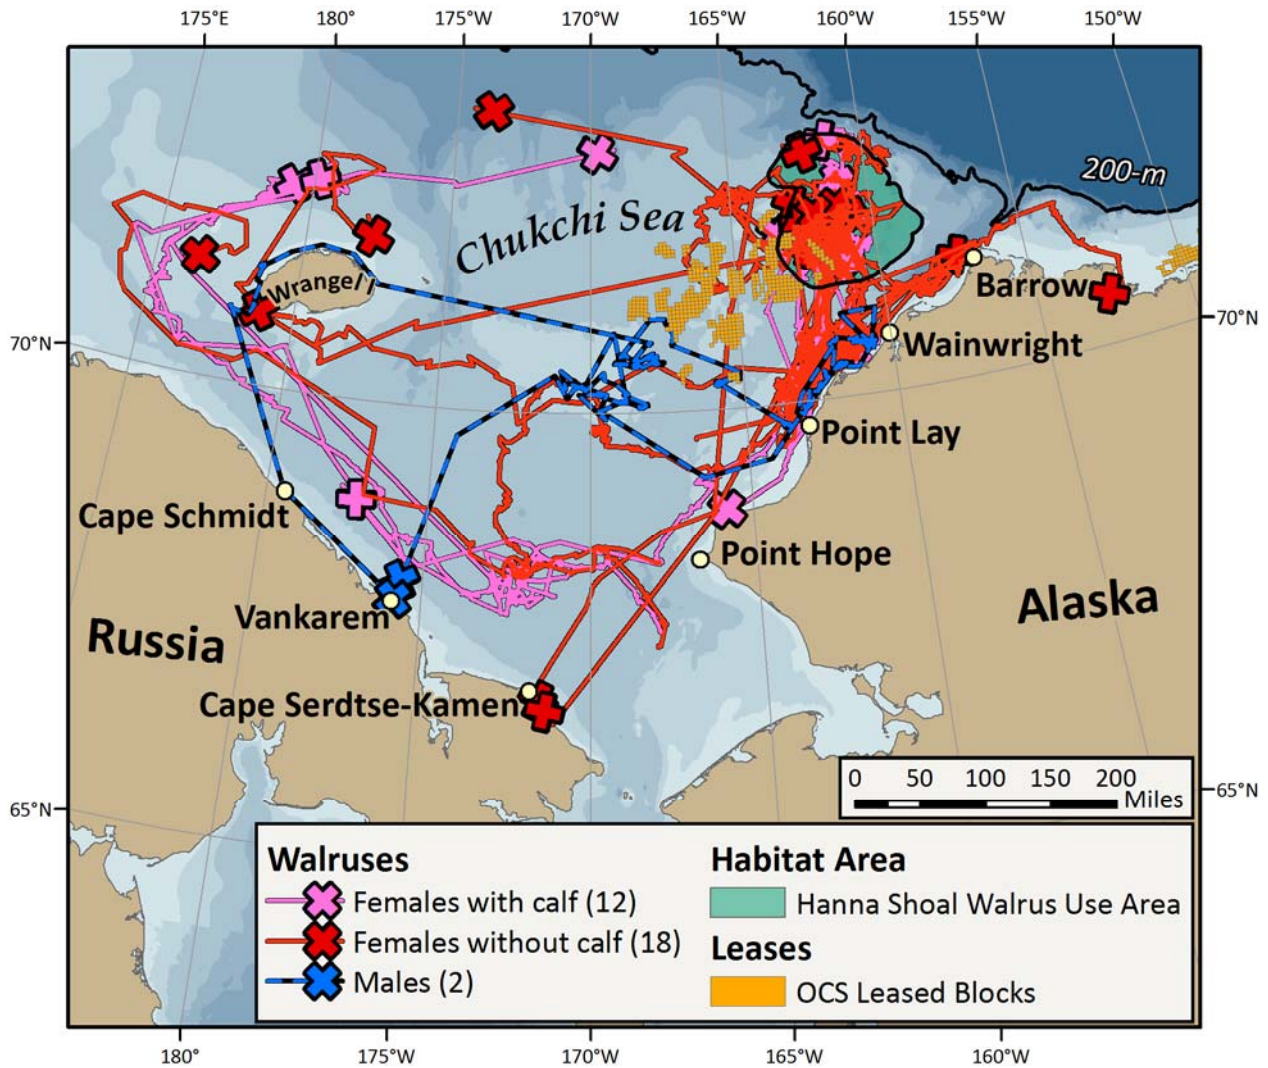 175°E 180° 175°W 170°W 165°W 160°W 155°W 150°W
200-m
Chukchi Sea
Wrangel I
Barrow
70°N
70°N
Wainwright
Point Lay
Cape Schmidt
Point Hope
Alaska
Vankarem
Russia
Cape Serdtse-Kamen
0 50 100 150 200
Miles
65°N
65°N
Walruses
Females with calf (12)
Females without calf (18)
Males (2)
Habitat Area
Hanna Shoal Walrus Use Area
Leases
OCS Leased Blocks
180° 175°W 170°W 165°W 160°W